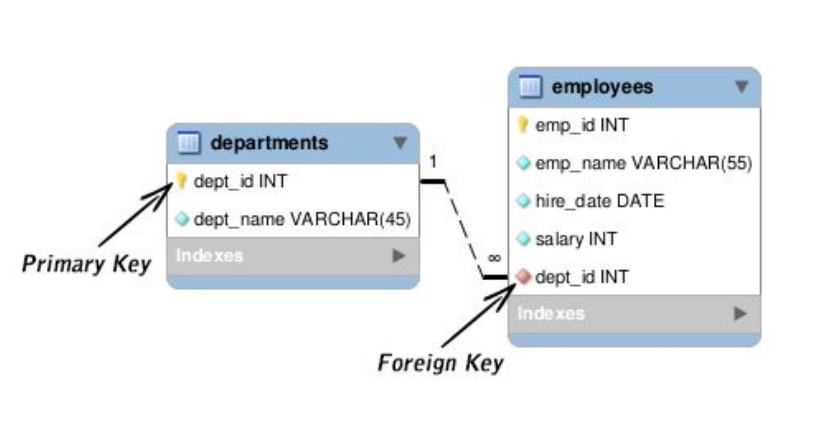 departments
dept_id INT
dept_name VARCHAR(45)
Indexes
Primary Key
1
∞
employees
emp_id INT
emp_name VARCHAR(55)
hire_date DATE
salary INT
dept_id INT
Indexes
Foreign Key